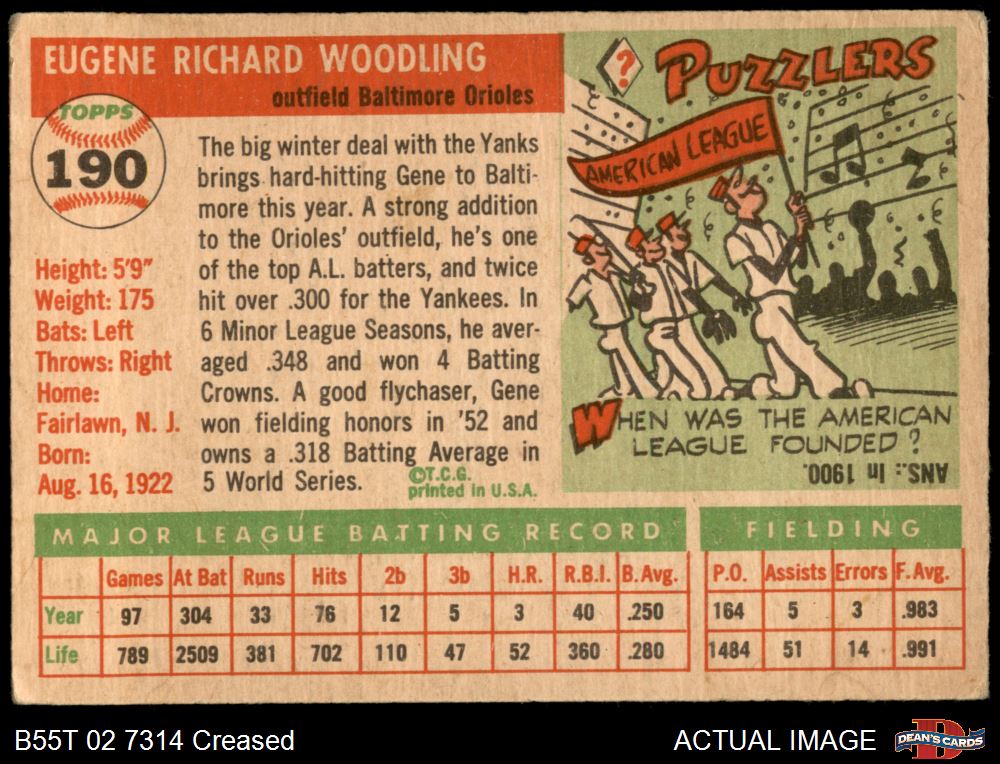 EUGENE RICHARD WOODLING
outfield Baltimore Orioles
TOPPS
190
Height: 5'9"
Weight: 175
Bats: Left
Throws: Right
Home:
Fairlawn, N. J.
Born:
Aug. 16, 1922
The big winter deal with the Yanks
brings hard-hitting Gene to Balti-
more this year. A strong addition
to the Orioles' outfield, he's one
of the top A.L. batters, and twice
hit over .300 for the Yankees. In
6 Minor League Seasons, he aver-
aged .348 and won 4 Batting
Crowns. A good flychaser, Gene
won fielding honors in '52 and
owns a .318 Batting Average in
5 World Series.
©T.C.G.
printed in U.S.A.
?
PUZZLERS
AMERICAN LEAGUE
WHEN WAS THE AMERICAN
LEAGUE FOUNDED?
ANS.: In 1900.
MAJOR LEAGUE BATTING RECORD
Games At Bat Runs Hits 2b 3b H.R. R.B.I. B. Avg.
Year 97 304 33 76 12 5 3 40 .250
Life 789 2509 381 702 110 47 52 360 .280
FIELDING
P.O. Assists Errors F. Avg.
164 5 3 .983
1484 51 14 .991
B55T 02 7314 Creased
ACTUAL IMAGE
DEAN'S CARDS